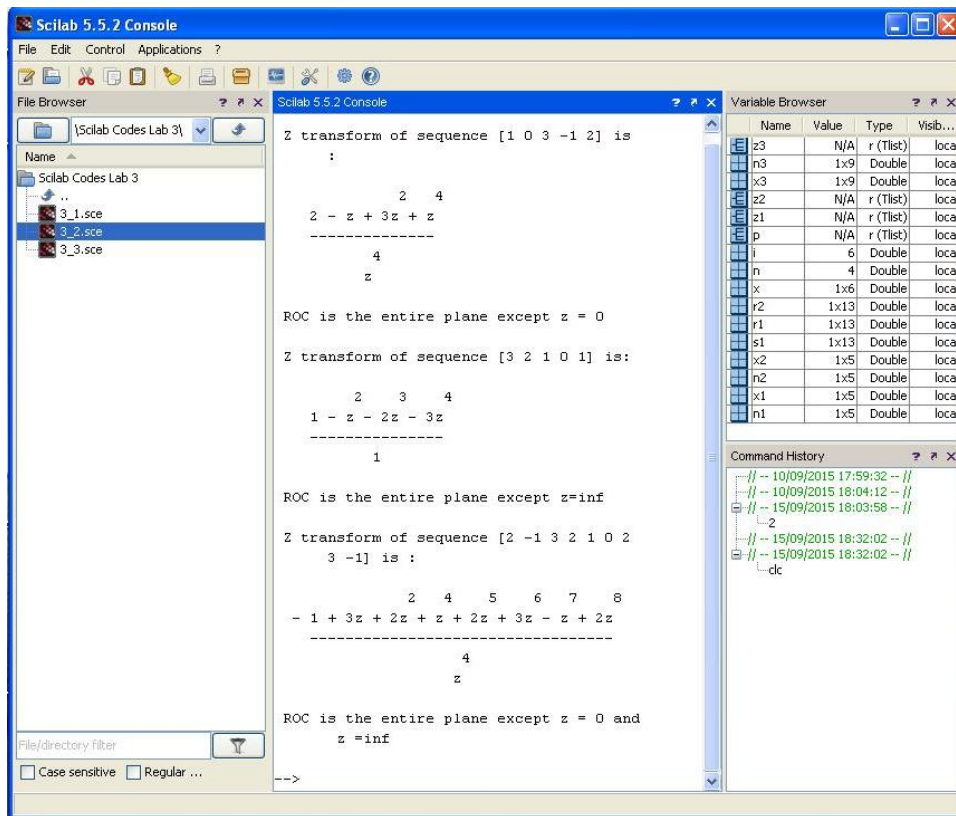 Scilab 5.5.2 Console
File Edit Control Applications ?
File Browser ? ↗ X
\Scilab Codes Lab 3\
Name
Scilab Codes Lab 3
..
3_1.sce
3_2.sce
3_3.sce
File/directory filter
Case sensitive Regular ...
Scilab 5.5.2 Console ? ↗ X
Z transform of sequence [1 0 3 -1 2] is
:
2 4
2 - z + 3z + z
--------------
4
z
ROC is the entire plane except z = 0
Z transform of sequence [3 2 1 0 1] is:
2 3 4
1 - z - 2z - 3z
---------------
1
ROC is the entire plane except z=inf
Z transform of sequence [2 -1 3 2 1 0 2
3 -1] is :
2 4 5 6 7 8
- 1 + 3z + 2z + z + 2z + 3z - z + 2z
----------------------------------
4
z
ROC is the entire plane except z = 0 and
z =inf
-->
Variable Browser ? ↗ X
Name Value Type Visib...
z3 N/A r (Tlist) loca
n3 1x9 Double loca
x3 1x9 Double loca
z2 N/A r (Tlist) loca
z1 N/A r (Tlist) loca
p N/A r (Tlist) loca
i 6 Double loca
n 4 Double loca
x 1x6 Double loca
r2 1x13 Double loca
r1 1x13 Double loca
s1 1x13 Double loca
x2 1x5 Double loca
n2 1x5 Double loca
x1 1x5 Double loca
n1 1x5 Double loca
Command History ? ↗ X
// -- 10/09/2015 17:59:32 -- //
// -- 10/09/2015 18:04:12 -- //
// -- 15/09/2015 18:03:58 -- //
2
// -- 15/09/2015 18:32:02 -- //
// -- 15/09/2015 18:32:02 -- //
clc